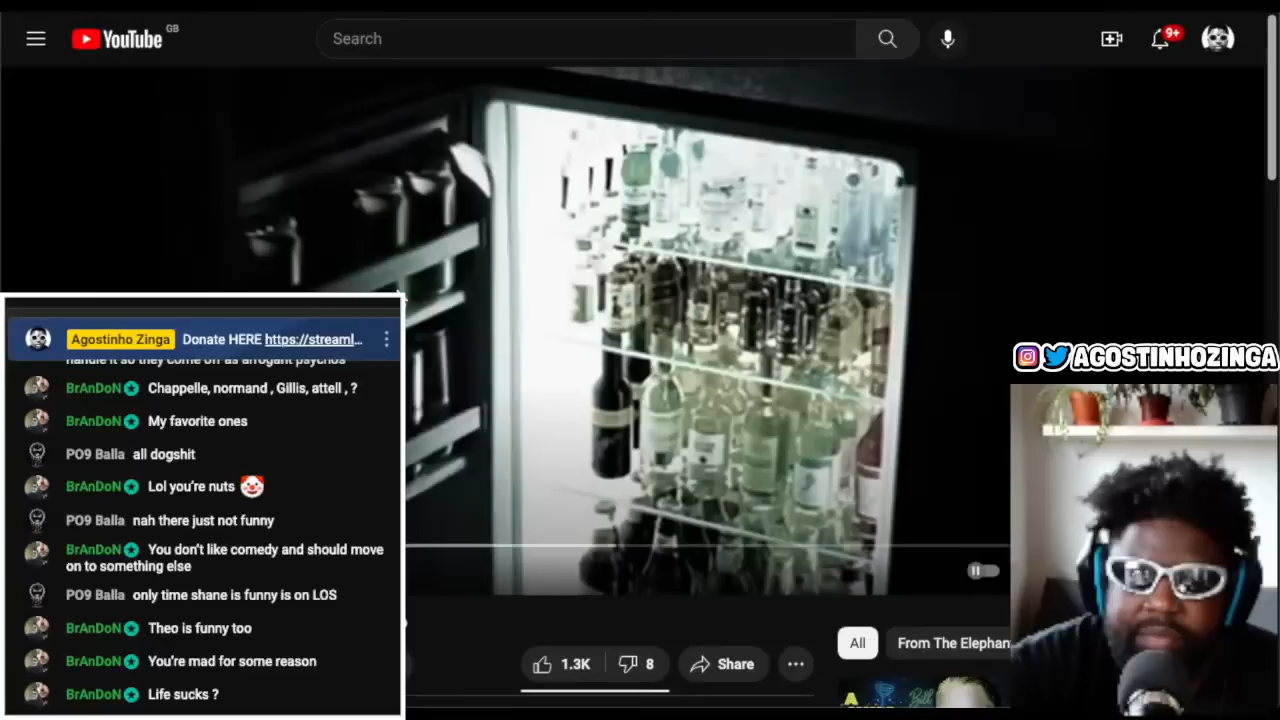 YouTube GB
Search
9+
Agostinho Zinga Donate HERE https://streaml...
handle it so they come off as arrogant psychos
BrAnDoN Chappelle, normand , Gillis, attell , ?
BrAnDoN My favorite ones
PO9 Balla all dogshit
BrAnDoN Lol you're nuts 🤡
PO9 Balla nah there just not funny
BrAnDoN You don't like comedy and should move
on to something else
PO9 Balla only time shane is funny is on LOS
BrAnDoN Theo is funny too
BrAnDoN You're mad for some reason
BrAnDoN Life sucks ?
@AGOSTINHOZINGA
1.3K
8
Share
All
From The Elephan